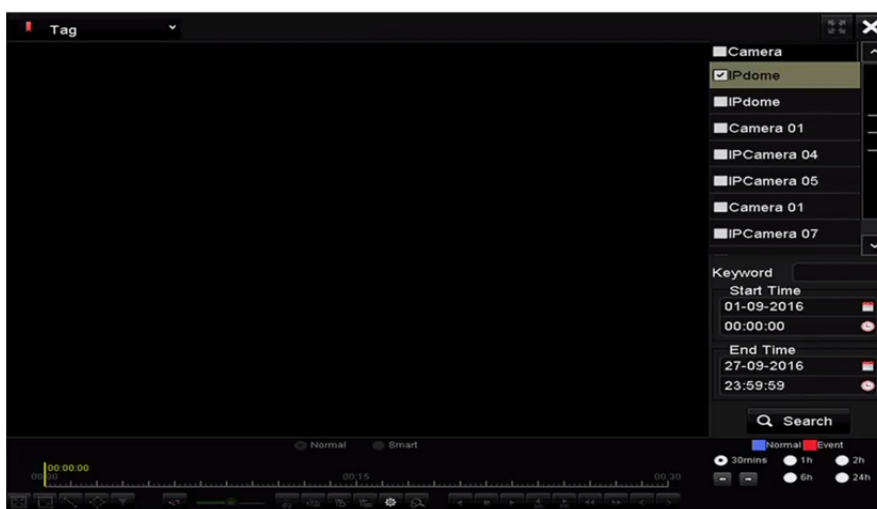 Tag
Camera
IPdome
IPdome
Camera 01
IPCamera 04
IPCamera 05
Camera 01
IPCamera 07
Keyword
Start Time
01-09-2016
00:00:00
End Time
27-09-2016
23:59:59
Search
Normal Smart
Normal Event
00:00:00
00:00 00:15 00:30
30mins 1h 2h
6h 24h